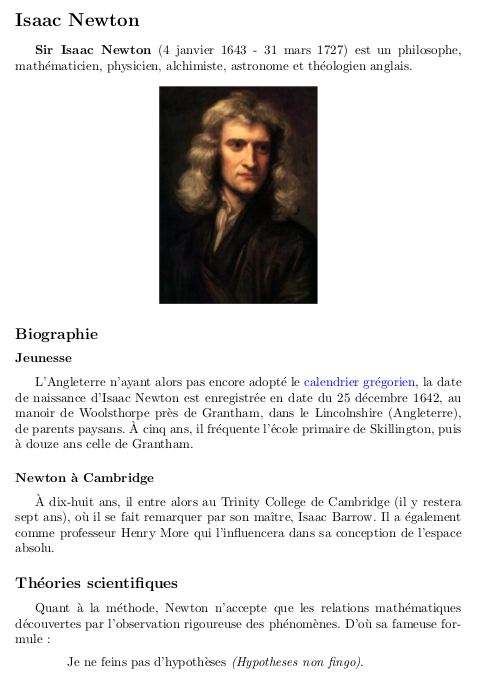 Isaac Newton
Sir Isaac Newton (4 janvier 1643 - 31 mars 1727) est un philosophe,
mathématicien, physicien, alchimiste, astronome et théologien anglais.
Biographie
Jeunesse
L'Angleterre n'ayant alors pas encore adopté le calendrier grégorien, la date
de naissance d'Isaac Newton est enregistrée en date du 25 décembre 1642, au
manoir de Woolsthorpe près de Grantham, dans le Lincolnshire (Angleterre),
de parents paysans. À cinq ans, il fréquente l'école primaire de Skillington, puis
à douze ans celle de Grantham.
Newton à Cambridge
À dix-huit ans, il entre alors au Trinity College de Cambridge (il y restera
sept ans), où il se fait remarquer par son maître, Isaac Barrow. Il a également
comme professeur Henry More qui l'influencera dans sa conception de l'espace
absolu.
Théories scientifiques
Quant à la méthode, Newton n'accepte que les relations mathématiques
découvertes par l'observation rigoureuse des phénomènes. D'où sa fameuse for-
mule :
Je ne feins pas d'hypothèses (Hypotheses non fingo).